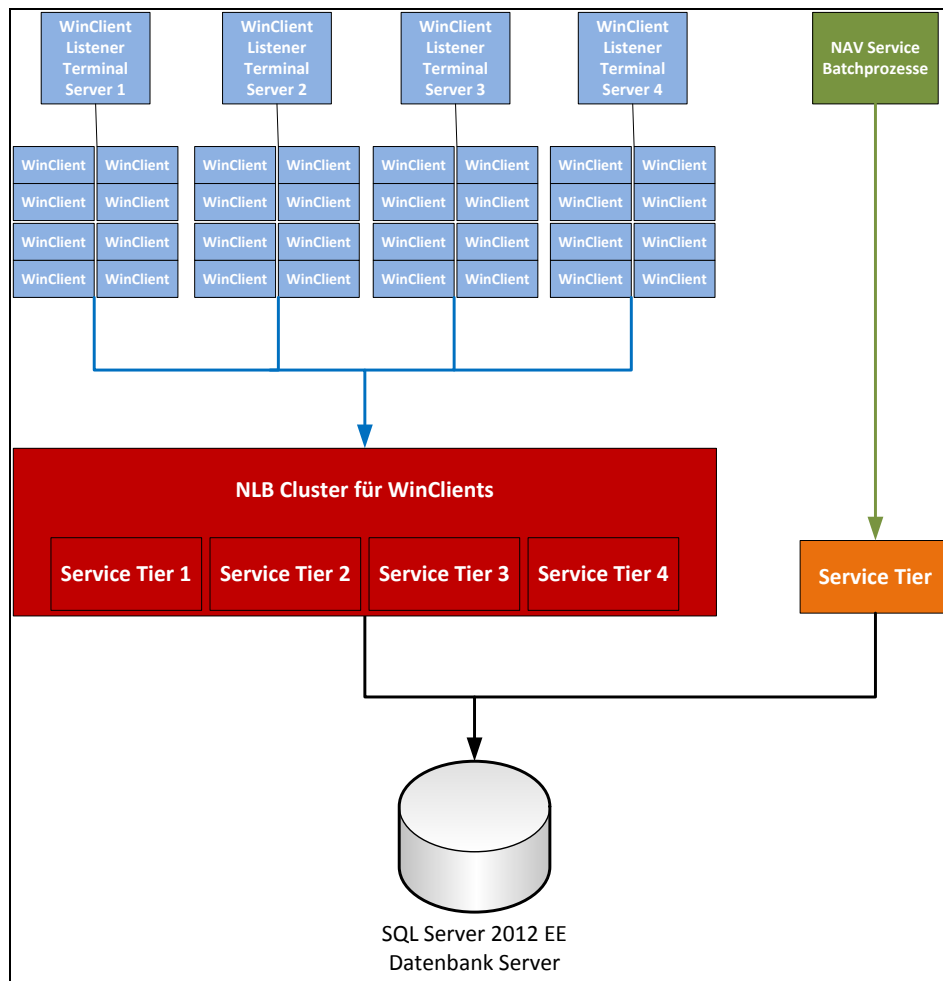 WinClient
Listener
Terminal
Server 1
WinClient
Listener
Terminal
Server 2
WinClient
Listener
Terminal
Server 3
WinClient
Listener
Terminal
Server 4
NAV Service
Batchprozesse
WinClient WinClient WinClient WinClient WinClient WinClient WinClient WinClient
WinClient WinClient WinClient WinClient WinClient WinClient WinClient WinClient
WinClient WinClient WinClient WinClient WinClient WinClient WinClient WinClient
WinClient WinClient WinClient WinClient WinClient WinClient WinClient WinClient
NLB Cluster für WinClients
Service Tier 1 Service Tier 2 Service Tier 3 Service Tier 4
Service Tier
SQL Server 2012 EE
Datenbank Server